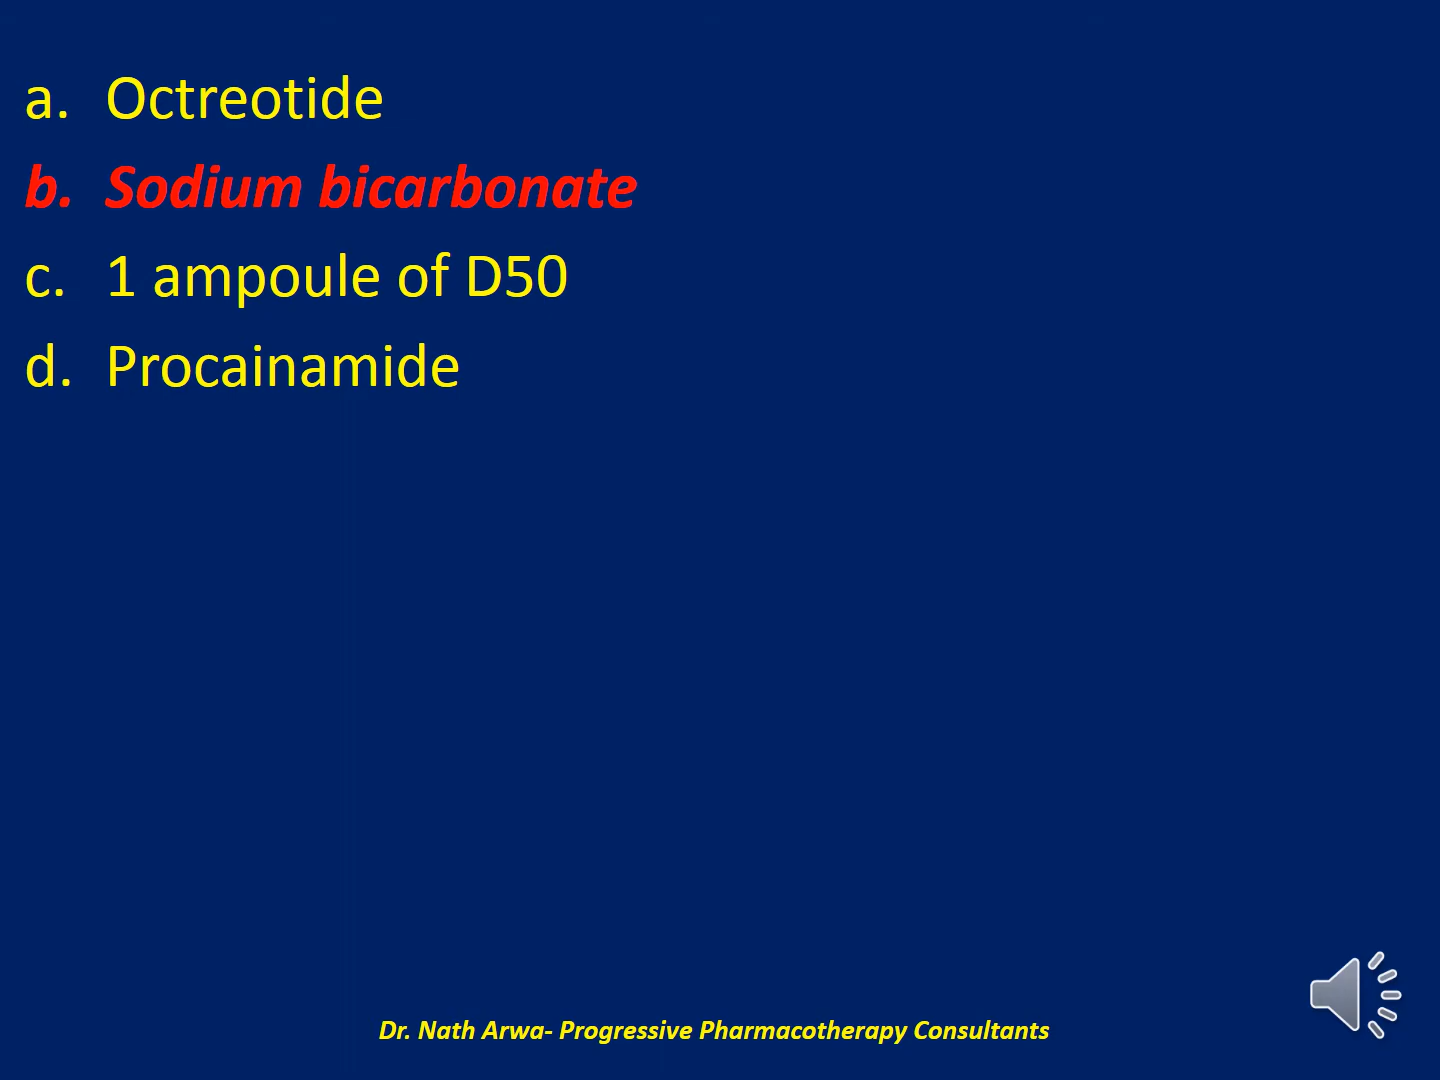 a. Octreotide
b. Sodium bicarbonate
c. 1 ampoule of D50
d. Procainamide
Dr. Nath Arwa- Progressive Pharmacotherapy Consultants